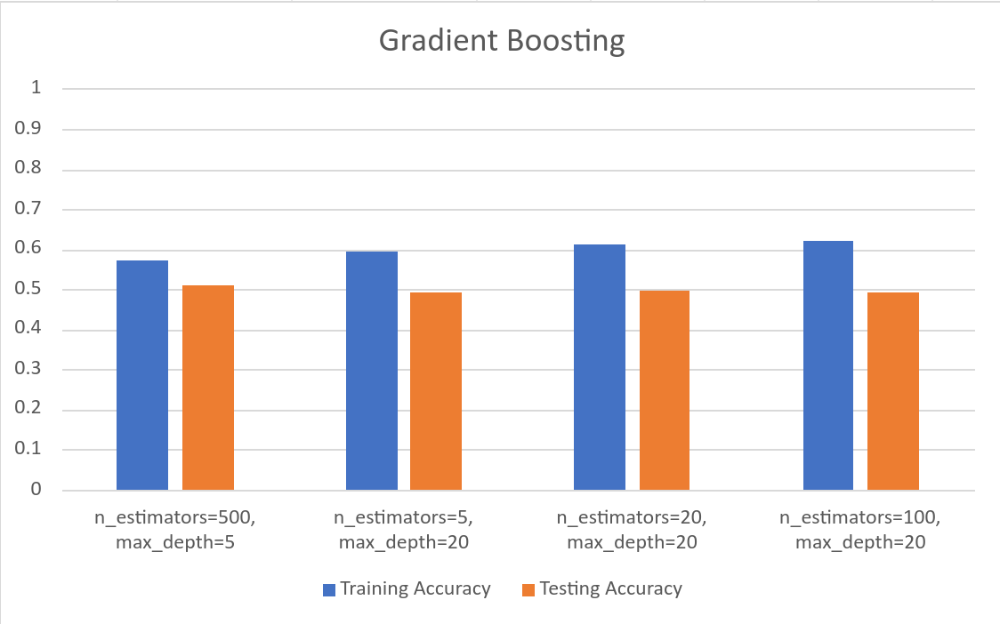 Gradient Boosting
1
0.9
0.8
0.7
0.6
0.5
0.4
0.3
0.2
0.1
0
n_estimators=500,
max_depth=5
n_estimators=5,
max_depth=20
n_estimators=20,
max_depth=20
n_estimators=100,
max_depth=20
Training Accuracy
Testing Accuracy